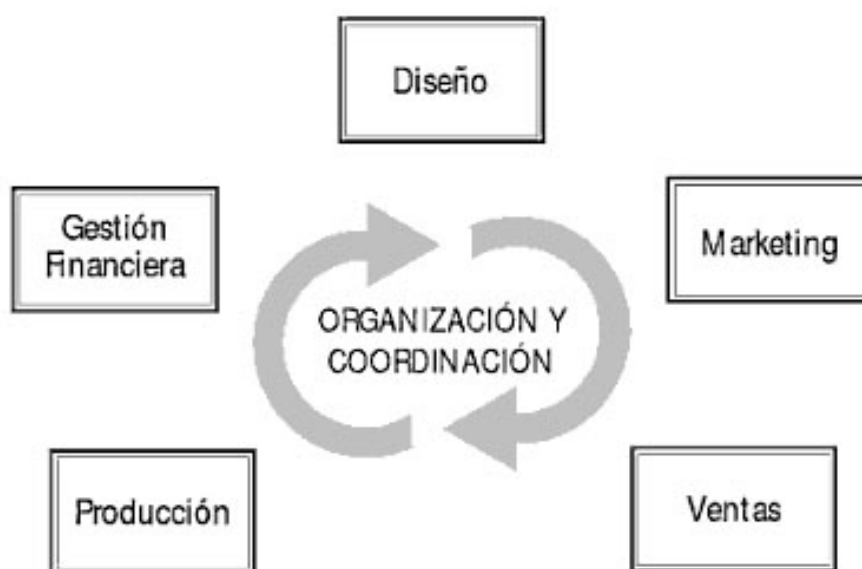 Diseño
Gestión
Financiera
Marketing
ORGANIZACIÓN Y
COORDINACIÓN
Producción
Ventas